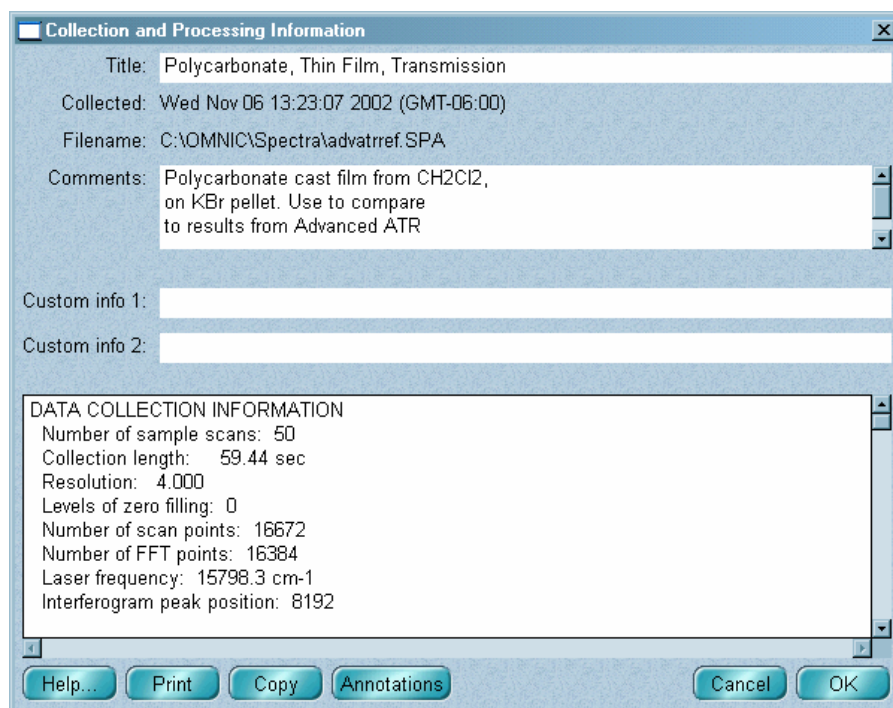 Collection and Processing Information
Title: Polycarbonate, Thin Film, Transmission
Collected: Wed Nov 06 13:23:07 2002 (GMT-06:00)
Filename: C:\OMNIC\Spectra\advatrref.SPA
Comments: Polycarbonate cast film from CH2Cl2,
on KBr pellet. Use to compare
to results from Advanced ATR
Custom info 1:
Custom info 2:
DATA COLLECTION INFORMATION
Number of sample scans: 50
Collection length: 59.44 sec
Resolution: 4.000
Levels of zero filling: 0
Number of scan points: 16672
Number of FFT points: 16384
Laser frequency: 15798.3 cm-1
Interferogram peak position: 8192
Help... Print Copy Annotations Cancel OK